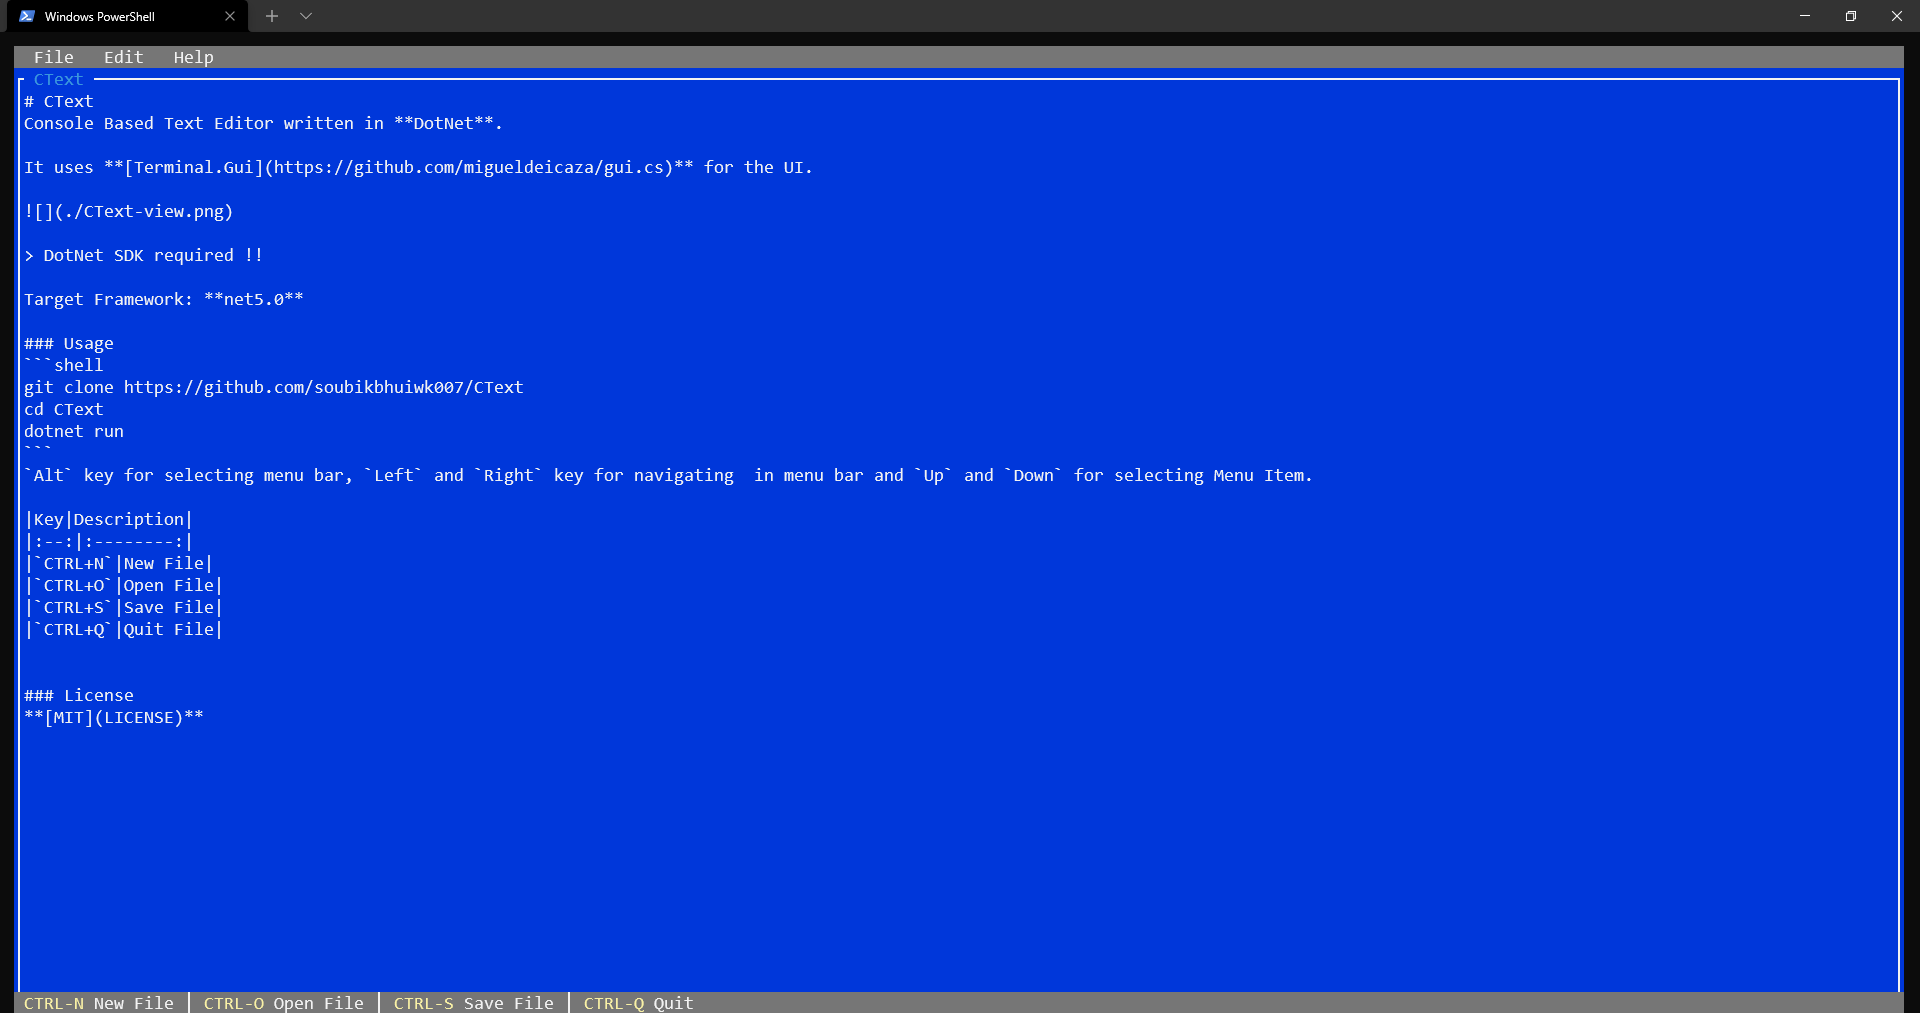 Windows PowerShell
File Edit Help
CText
# CText
Console Based Text Editor written in **DotNet**.
It uses **[Terminal.Gui](https://github.com/migueldeicaza/gui.cs)** for the UI.
![](./CText-view.png)
> DotNet SDK required !!
Target Framework: **net5.0**
### Usage
```shell
git clone https://github.com/soubikbhuiwk007/CText
cd CText
dotnet run
```
`Alt` key for selecting menu bar, `Left` and `Right` key for navigating  in menu bar and `Up` and `Down` for selecting Menu Item.
|Key|Description|
|:--:|:--------:|
|`CTRL+N`|New File|
|`CTRL+O`|Open File|
|`CTRL+S`|Save File|
|`CTRL+Q`|Quit File|
### License
**[MIT](LICENSE)**
CTRL-N New File │ CTRL-O Open File │ CTRL-S Save File │ CTRL-Q Quit